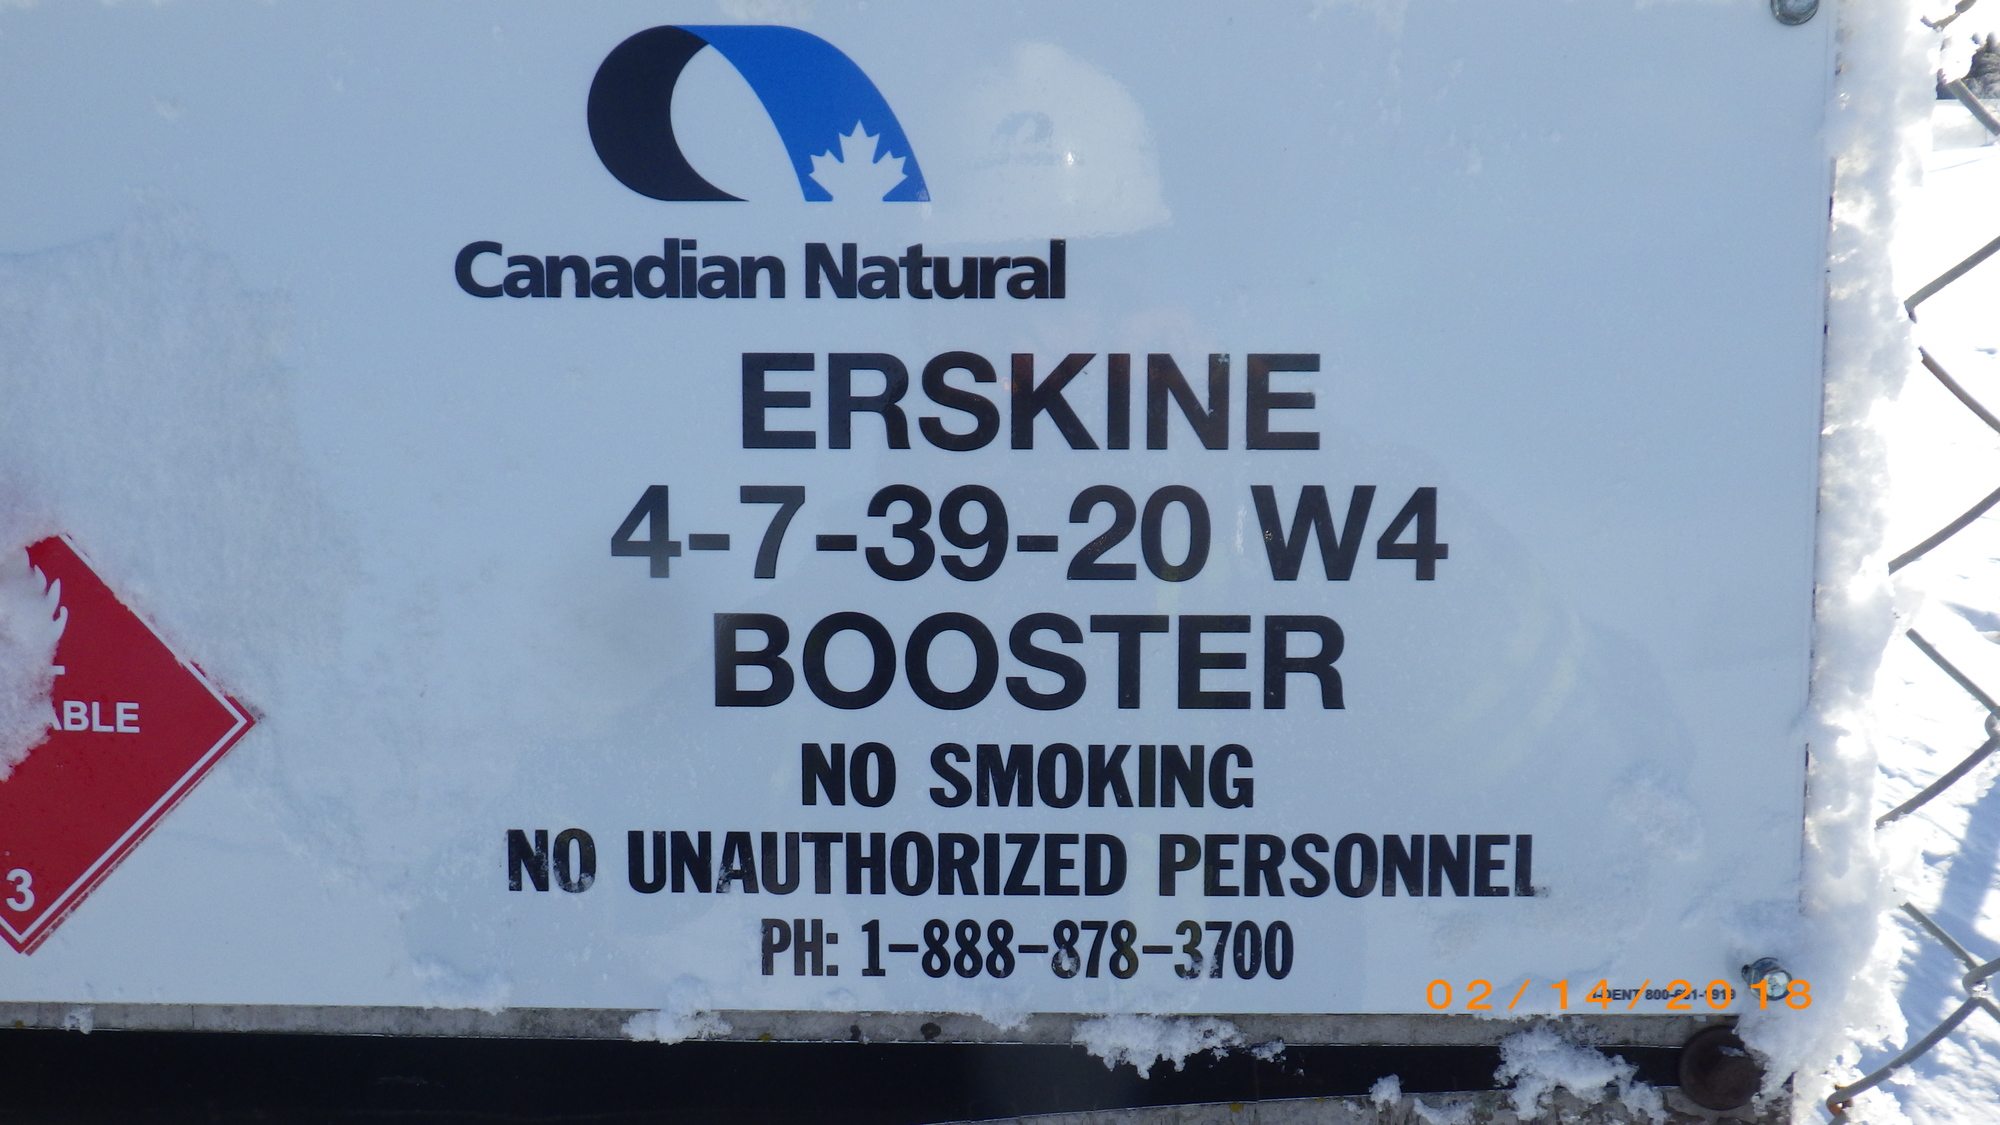 Canadian Natural
ERSKINE
4-7-39-20 W4
BOOSTER
NO SMOKING
NO UNAUTHORIZED PERSONNEL
PH: 1-888-878-3700
3
02/14/2018